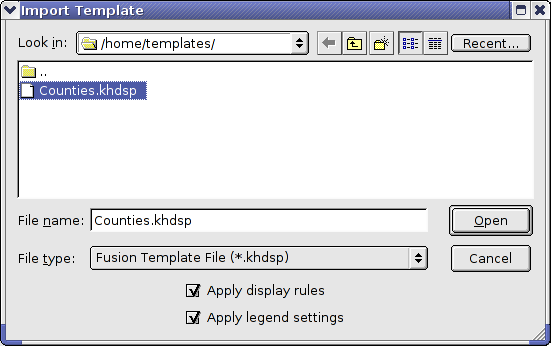 Import Template
Look in: /home/templates/ Recent...
..
Counties.khdsp
File name: Counties.khdsp Open
File type: Fusion Template File (*.khdsp) Cancel
Apply display rules
Apply legend settings